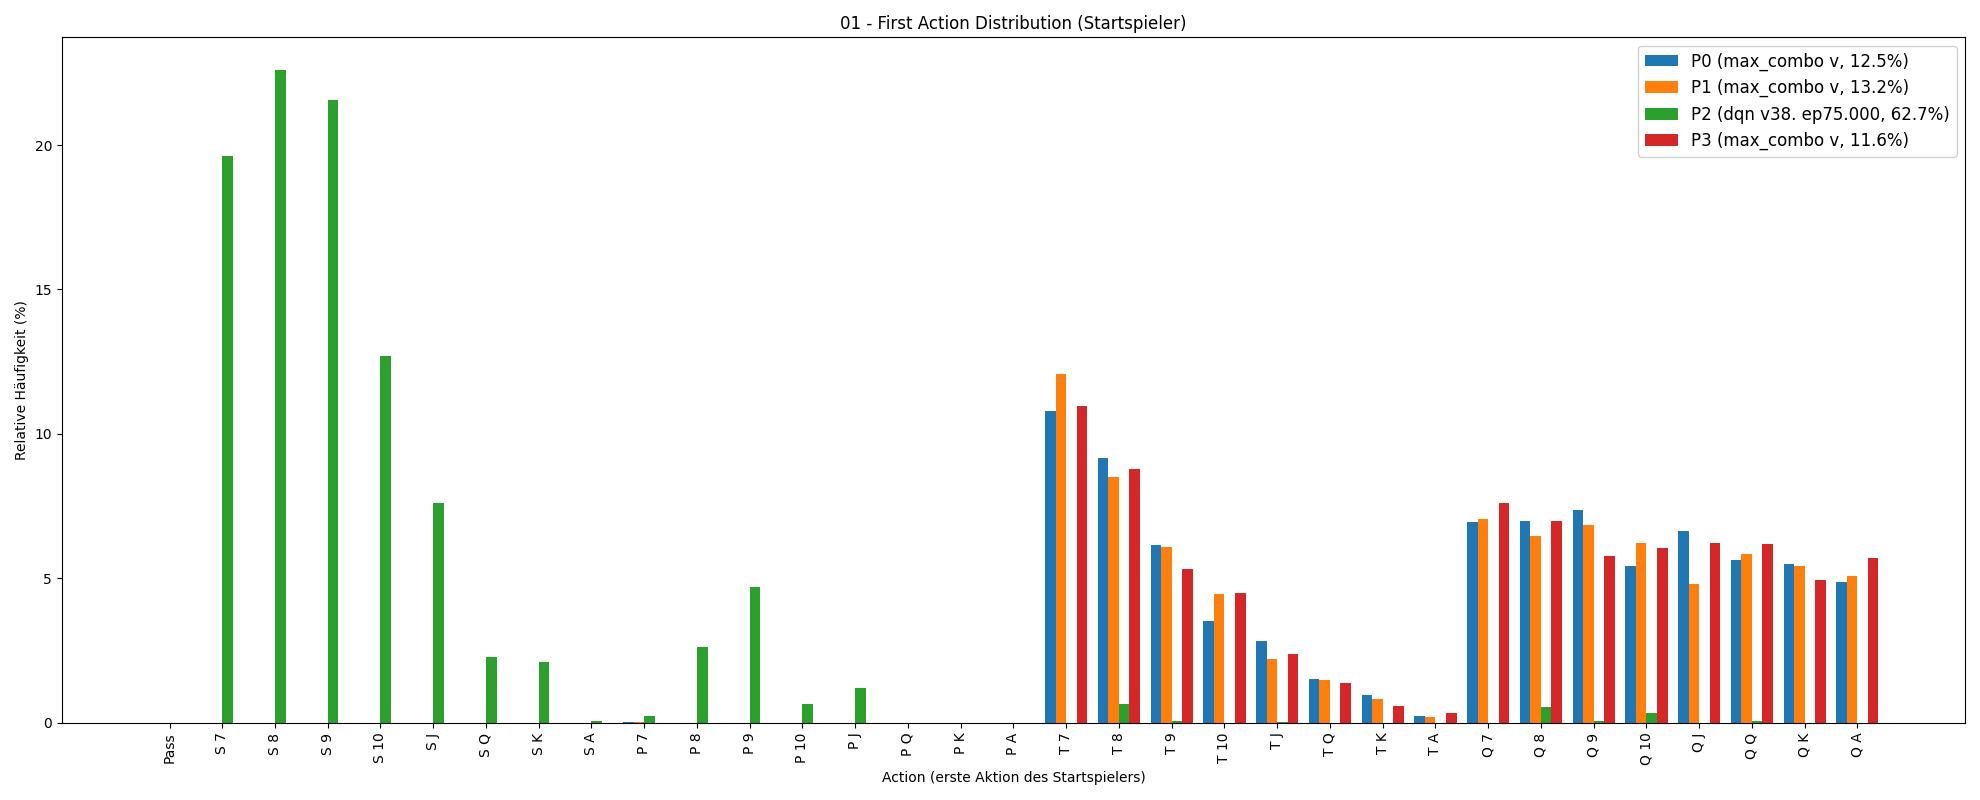 01 - First Action Distribution (Startspieler)
P0 (max_combo v, 12.5%)
P1 (max_combo v, 13.2%)
P2 (dqn v38. ep75.000, 62.7%)
P3 (max_combo v, 11.6%)
Relative Häufigkeit (%)
20
15
10
5
0
Pass
S 7
S 8
S 9
S 10
S J
S Q
S K
S A
P 7
P 8
P 9
P 10
P J
P Q
P K
P A
T 7
T 8
T 9
T 10
T J
T Q
T K
T A
Q 7
Q 8
Q 9
Q 10
Q J
Q Q
Q K
Q A
Action (erste Aktion des Startspielers)